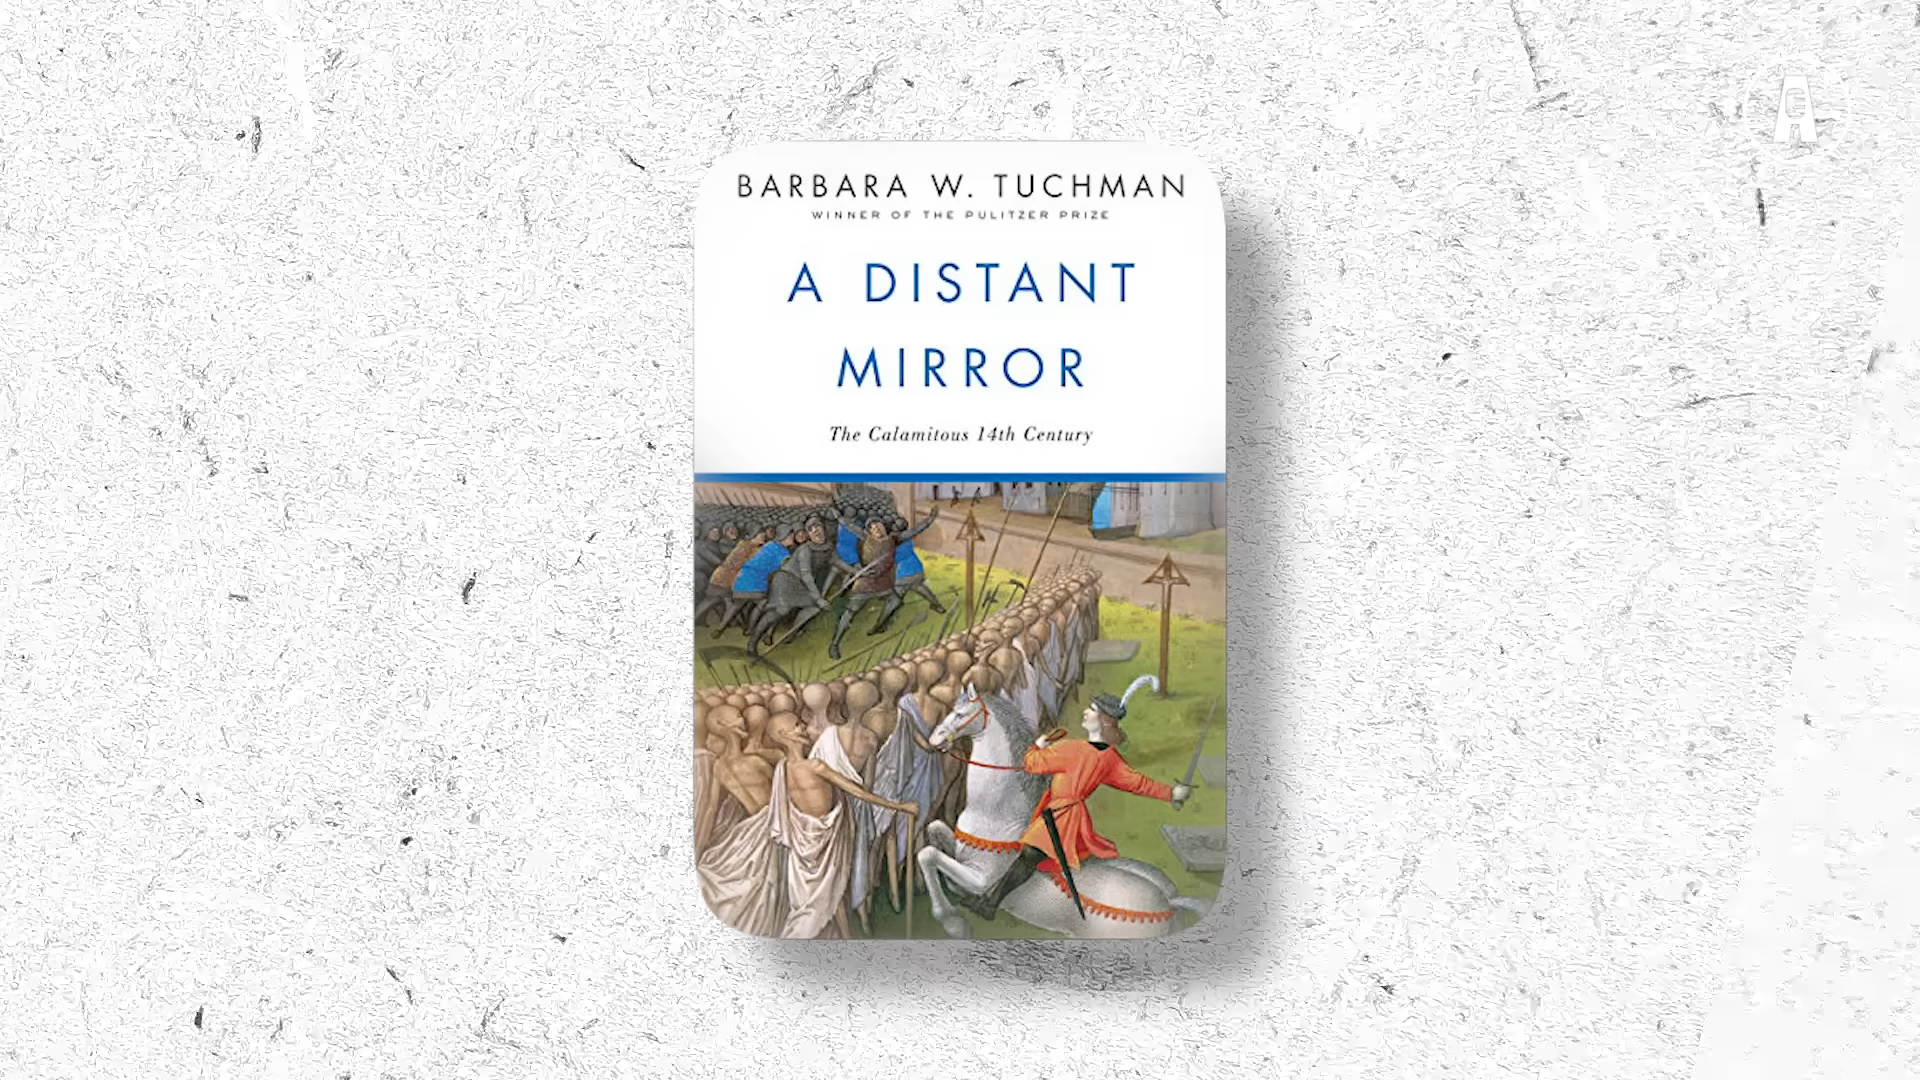 BARBARA W. TUCHMAN
WINNER OF THE PULITZER PRIZE
A DISTANT
MIRROR
The Calamitous 14th Century